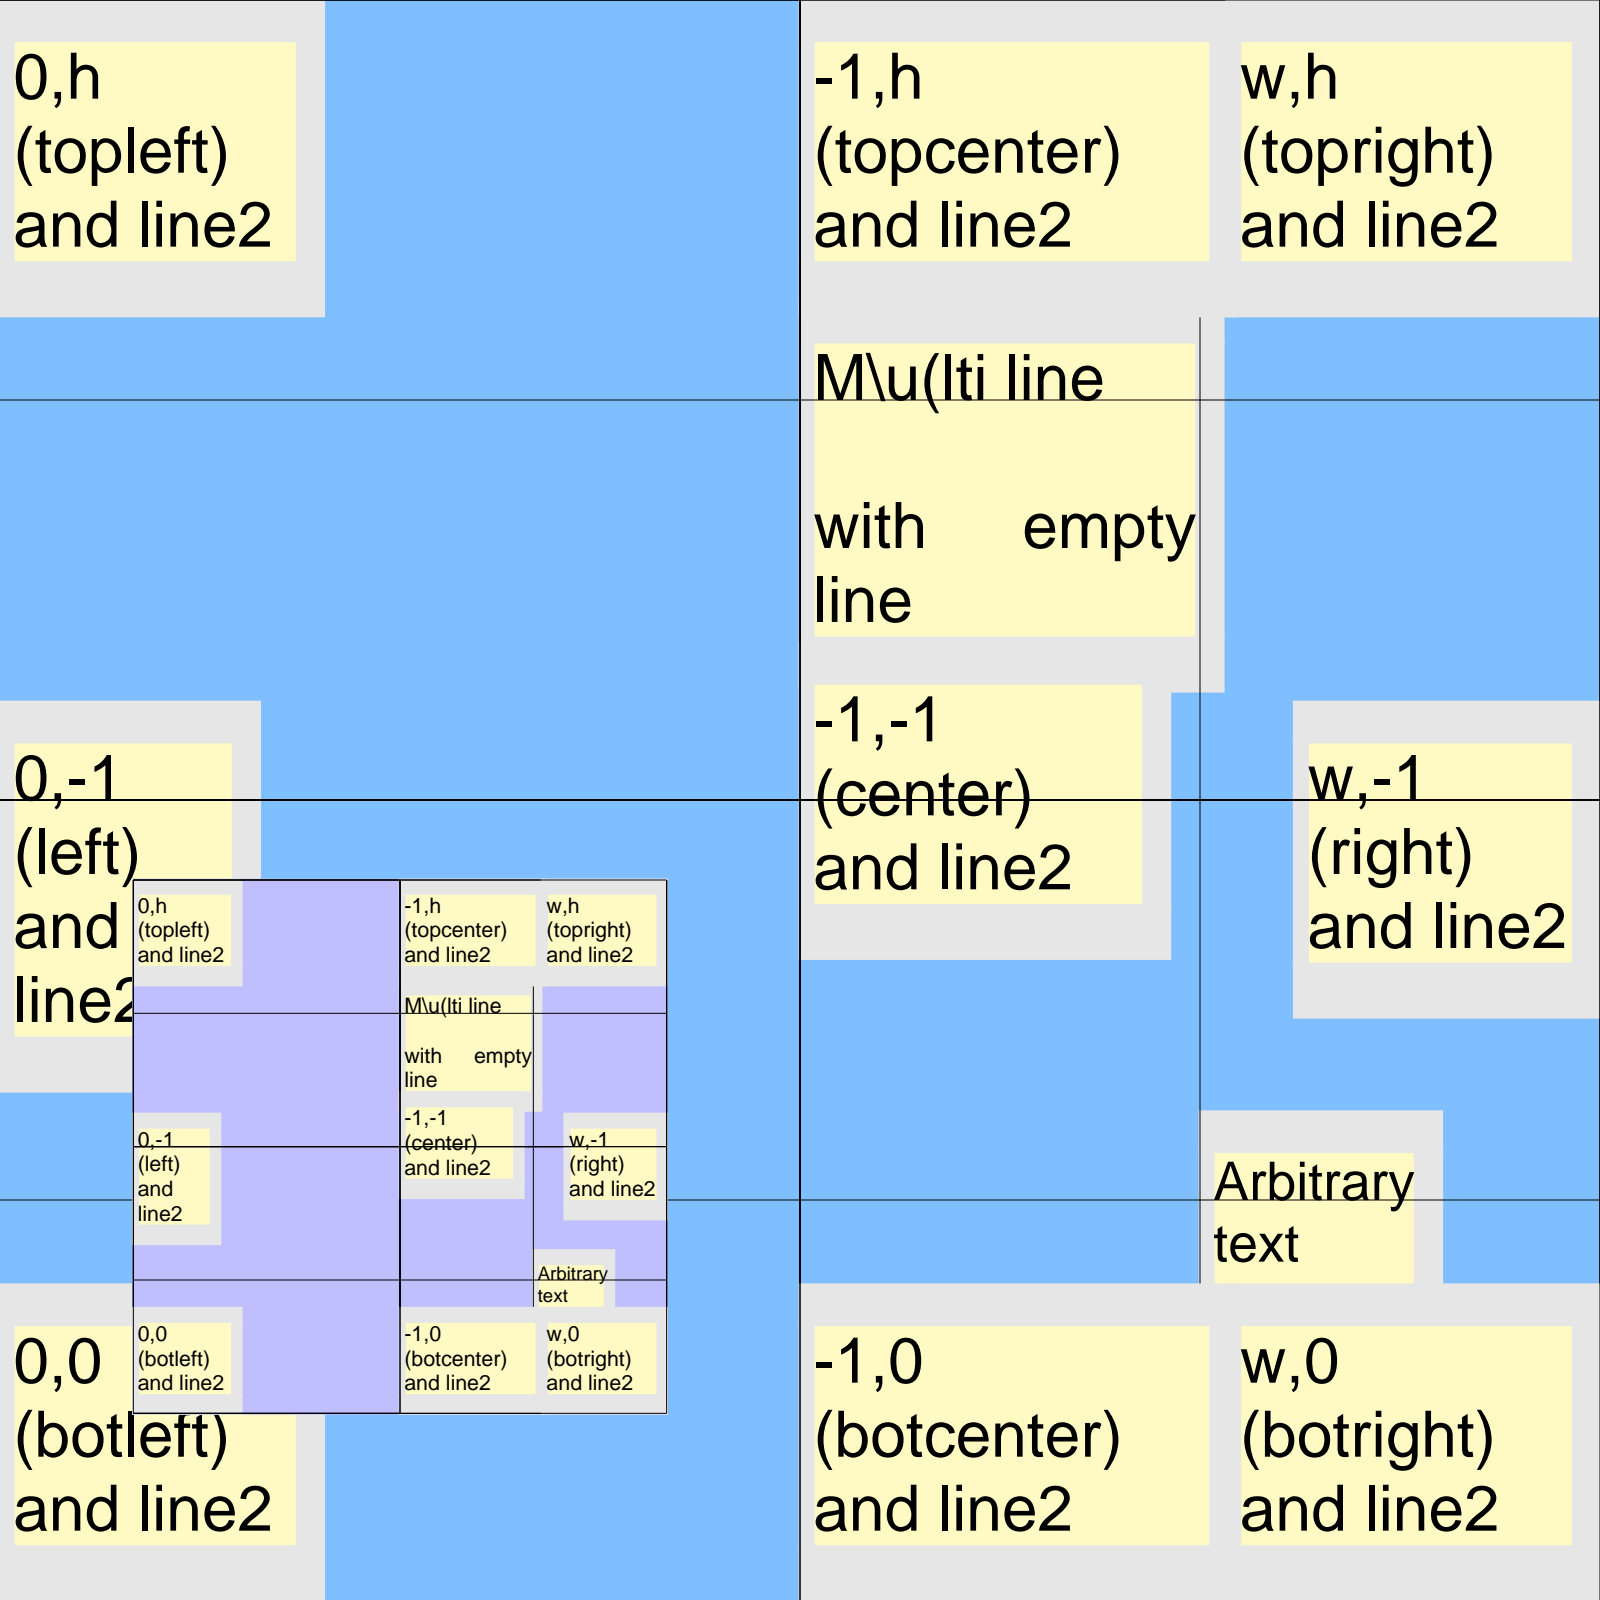 0,h
(topleft)
and line2
-1,h
(topcenter)
and line2
w,h
(topright)
and line2
M\u(lti line
with empty
line
-1,-1
(center)
and line2
0,-1
(left)
and
line2
w,-1
(right)
and line2
Arbitrary
text
0,0
(botleft)
and line2
-1,0
(botcenter)
and line2
w,0
(botright)
and line2
0,h
(topleft)
and line2
-1,h
(topcenter)
and line2
w,h
(topright)
and line2
M\u(lti line
with empty
line
-1,-1
(center)
and line2
0,-1
(left)
and
line2
w,-1
(right)
and line2
Arbitrary
text
0,0
(botleft)
and line2
-1,0
(botcenter)
and line2
w,0
(botright)
and line2